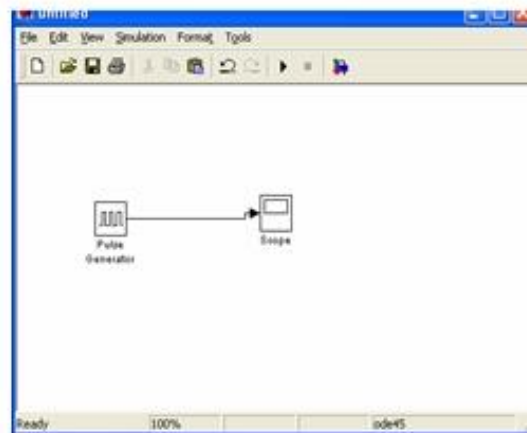 untitled
File Edit View Simulation Format Tools
Pulse
Generator
Scope
Ready 100% ode45